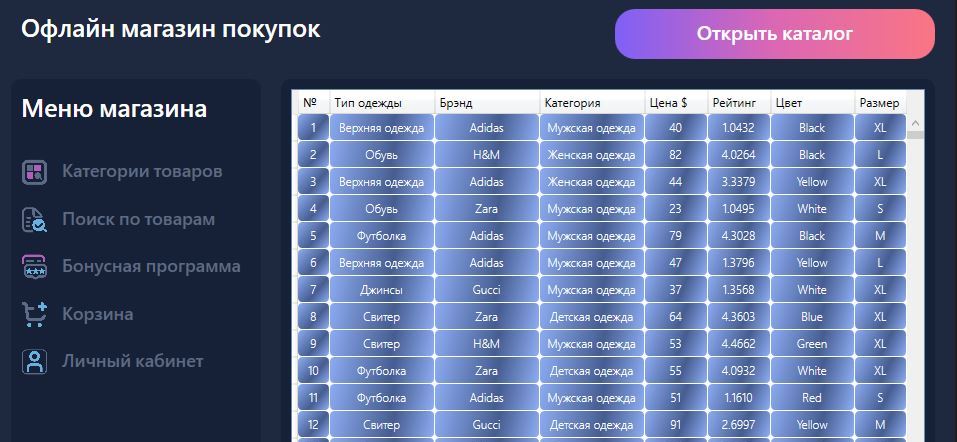 Офлайн магазин покупок
Открыть каталог
Меню магазина
Категории товаров
Поиск по товарам
Бонусная программа
Корзина
Личный кабинет
№ Тип одежды Брэнд Категория Цена $ Рейтинг Цвет Размер
1 Верхняя одежда Adidas Мужская одежда 40 1.0432 Black XL
2 Обувь H&M Женская одежда 82 4.0264 Black L
3 Верхняя одежда Adidas Женская одежда 44 3.3379 Yellow XL
4 Обувь Zara Мужская одежда 23 1.0495 White S
5 Футболка Adidas Мужская одежда 79 4.3028 Black M
6 Верхняя одежда Adidas Мужская одежда 47 1.3796 Yellow L
7 Джинсы Gucci Мужская одежда 37 1.3568 White XL
8 Свитер Zara Детская одежда 64 4.3603 Blue XL
9 Свитер H&M Мужская одежда 53 4.4662 Green XL
10 Футболка Zara Детская одежда 55 4.0932 White XL
11 Футболка Adidas Мужская одежда 51 1.1610 Red S
12 Свитер Gucci Детская одежда 91 2.6997 Yellow M